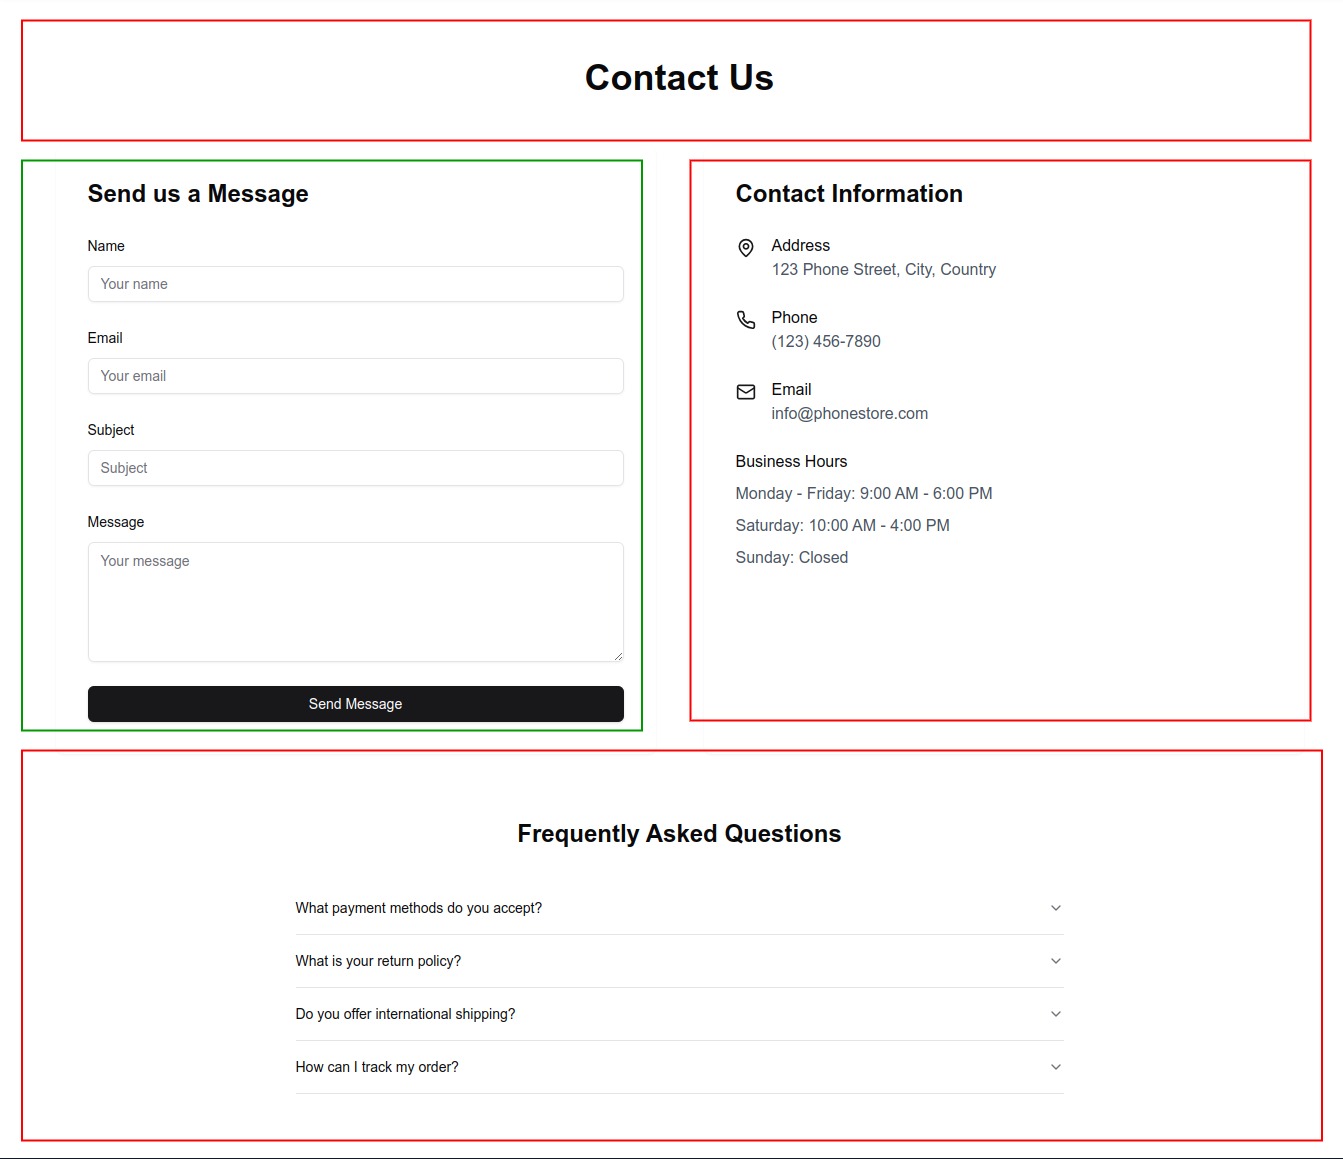 Contact Us
Send us a Message
Name
Your name
Email
Your email
Subject
Subject
Message
Your message
Send Message
Contact Information
Address
123 Phone Street, City, Country
Phone
(123) 456-7890
Email
info@phonestore.com
Business Hours
Monday - Friday: 9:00 AM - 6:00 PM
Saturday: 10:00 AM - 4:00 PM
Sunday: Closed
Frequently Asked Questions
What payment methods do you accept?
What is your return policy?
Do you offer international shipping?
How can I track my order?